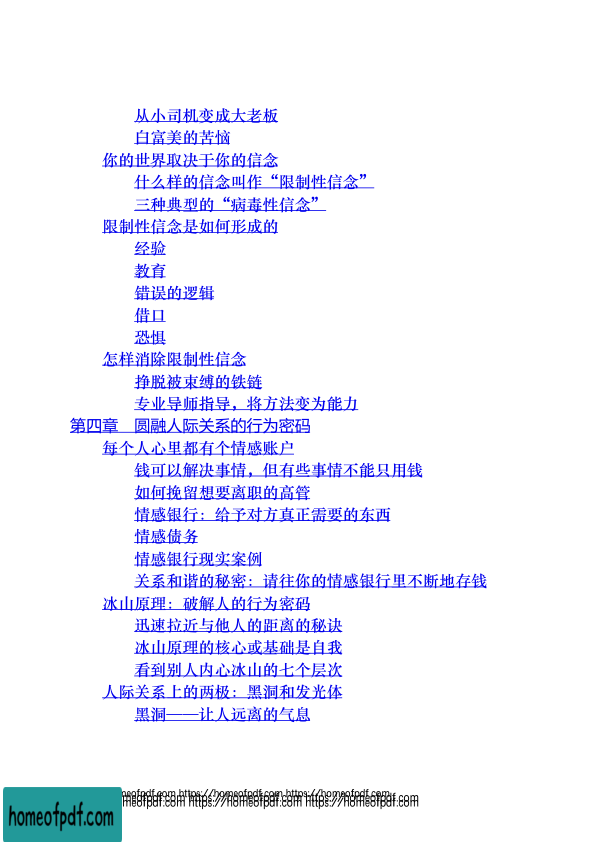 从小司机变成大老板
白富美的苦恼
你的世界取决于你的信念
什么样的信念叫作“限制性信念”
三种典型的“病毒性信念”
限制性信念是如何形成的
经验
教育
错误的逻辑
借口
恐惧
怎样消除限制性信念
挣脱被束缚的铁链
专业导师指导，将方法变为能力
第四章　圆融人际关系的行为密码
每个人心里都有个情感账户
钱可以解决事情，但有些事情不能只用钱
如何挽留想要离职的高管
情感银行：给予对方真正需要的东西
情感债务
情感银行现实案例
关系和谐的秘密：请往你的情感银行里不断地存钱
冰山原理：破解人的行为密码
迅速拉近与他人的距离的秘诀
冰山原理的核心或基础是自我
看到别人内心冰山的七个层次
人际关系上的两极：黑洞和发光体
黑洞——让人远离的气息
meofpdf.com https://homeofpdf.com https://homeofpdf.com
meofpdf.com https://homeofpdf.com https://homeofpdf.com
homeofpdf.com